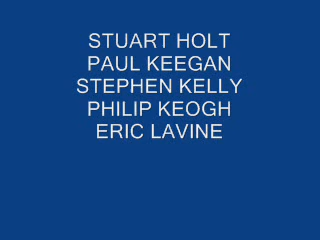 STUART HOLT
PAUL KEEGAN
STEPHEN KELLY
PHILIP KEOGH
ERIC LAVINE